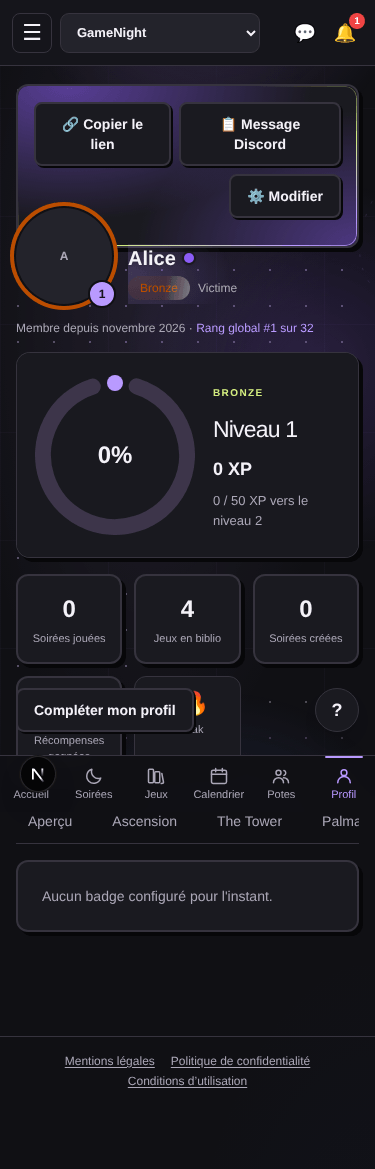 ☰
GameNight
💬
🔔
1
🔗 Copier le
lien
📋 Message
Discord
⚙️ Modifier
A
1
Alice
Bronze
Victime
Membre depuis novembre 2026 · Rang global #1 sur 32
0%
BRONZE
Niveau 1
0 XP
0 / 50 XP vers le
niveau 2
0
Soirées jouées
4
Jeux en biblio
0
Soirées créées
Compléter mon profil
?
Récompenses
N
Accueil
Soirées
Jeux
Calendrier
Potes
Profil
Aperçu
Ascension
The Tower
Palma
Aucun badge configuré pour l'instant.
Mentions légales
Politique de confidentialité
Conditions d'utilisation